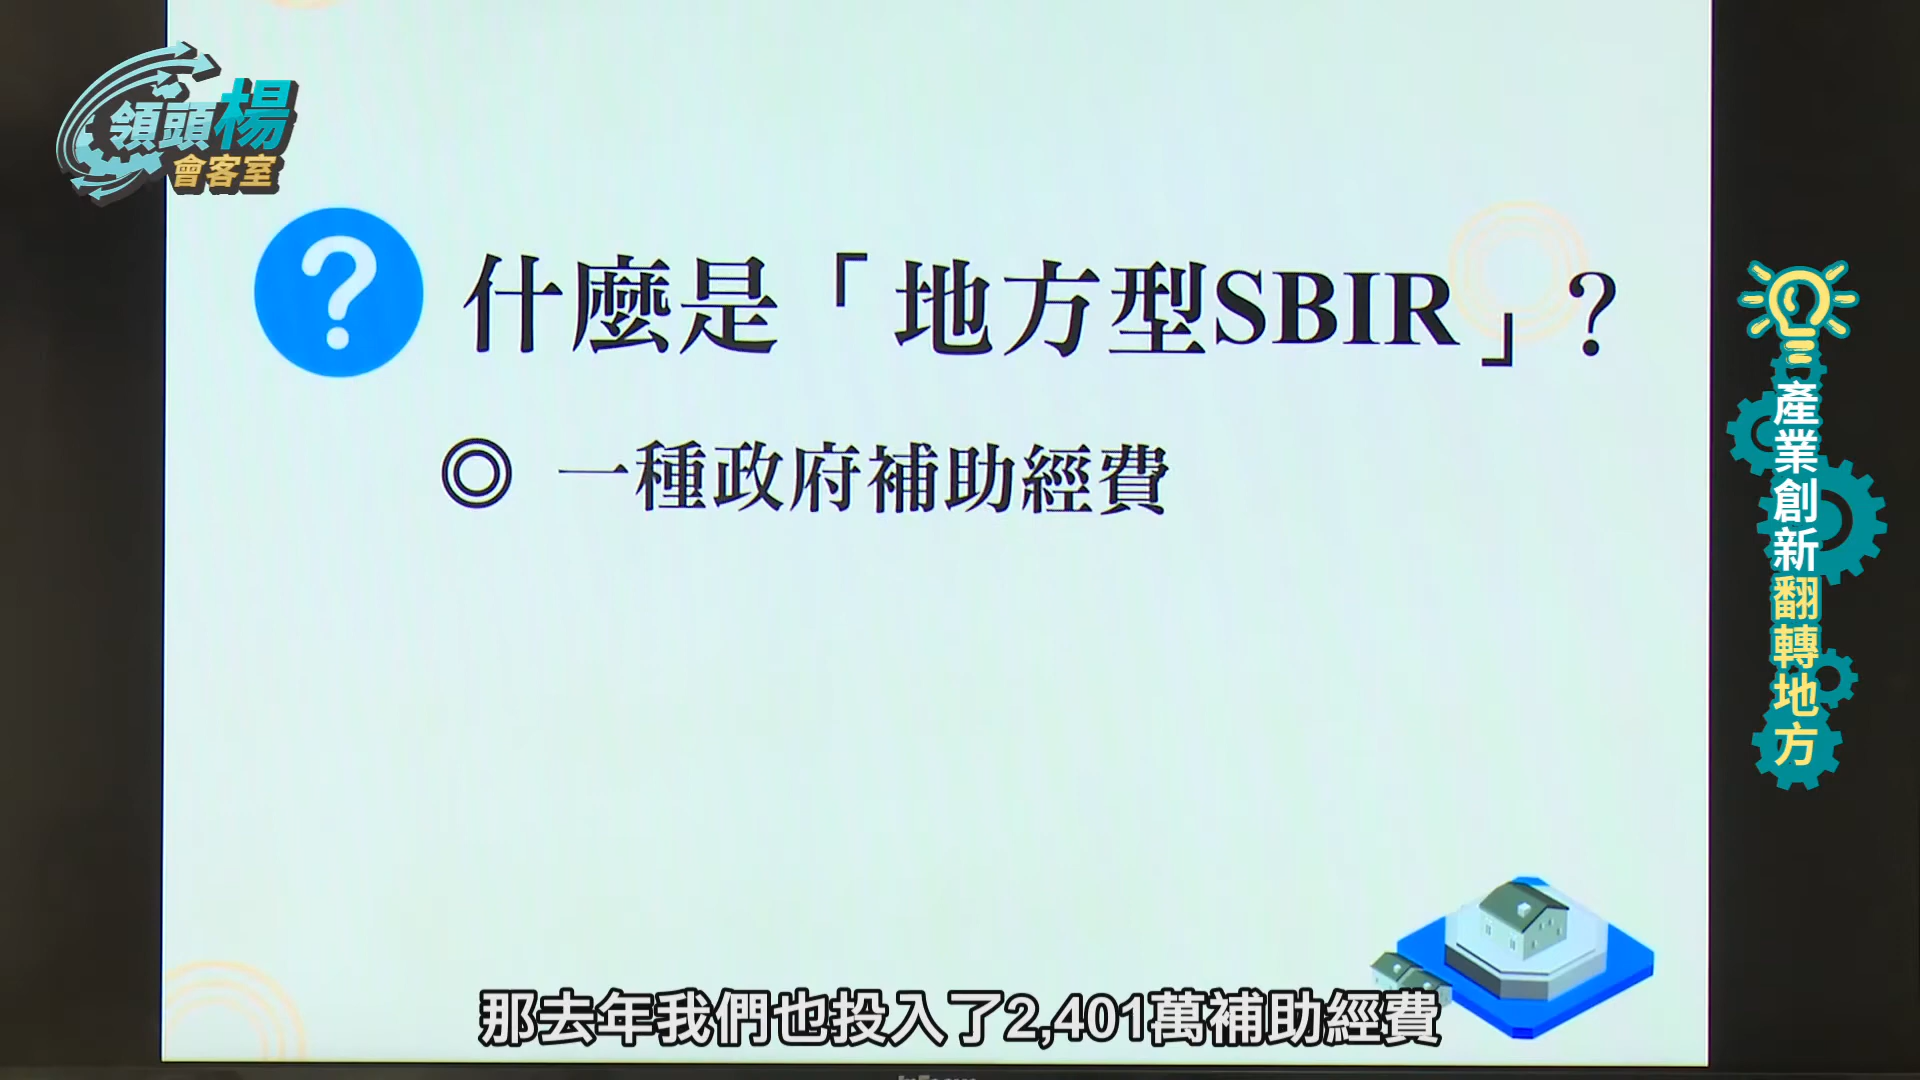 領頭楊
會客室
什麼是「地方型SBIR」?
◎ 一種政府補助經費
產業創新翻轉地方
那去年我們也投入了2,401萬補助經費